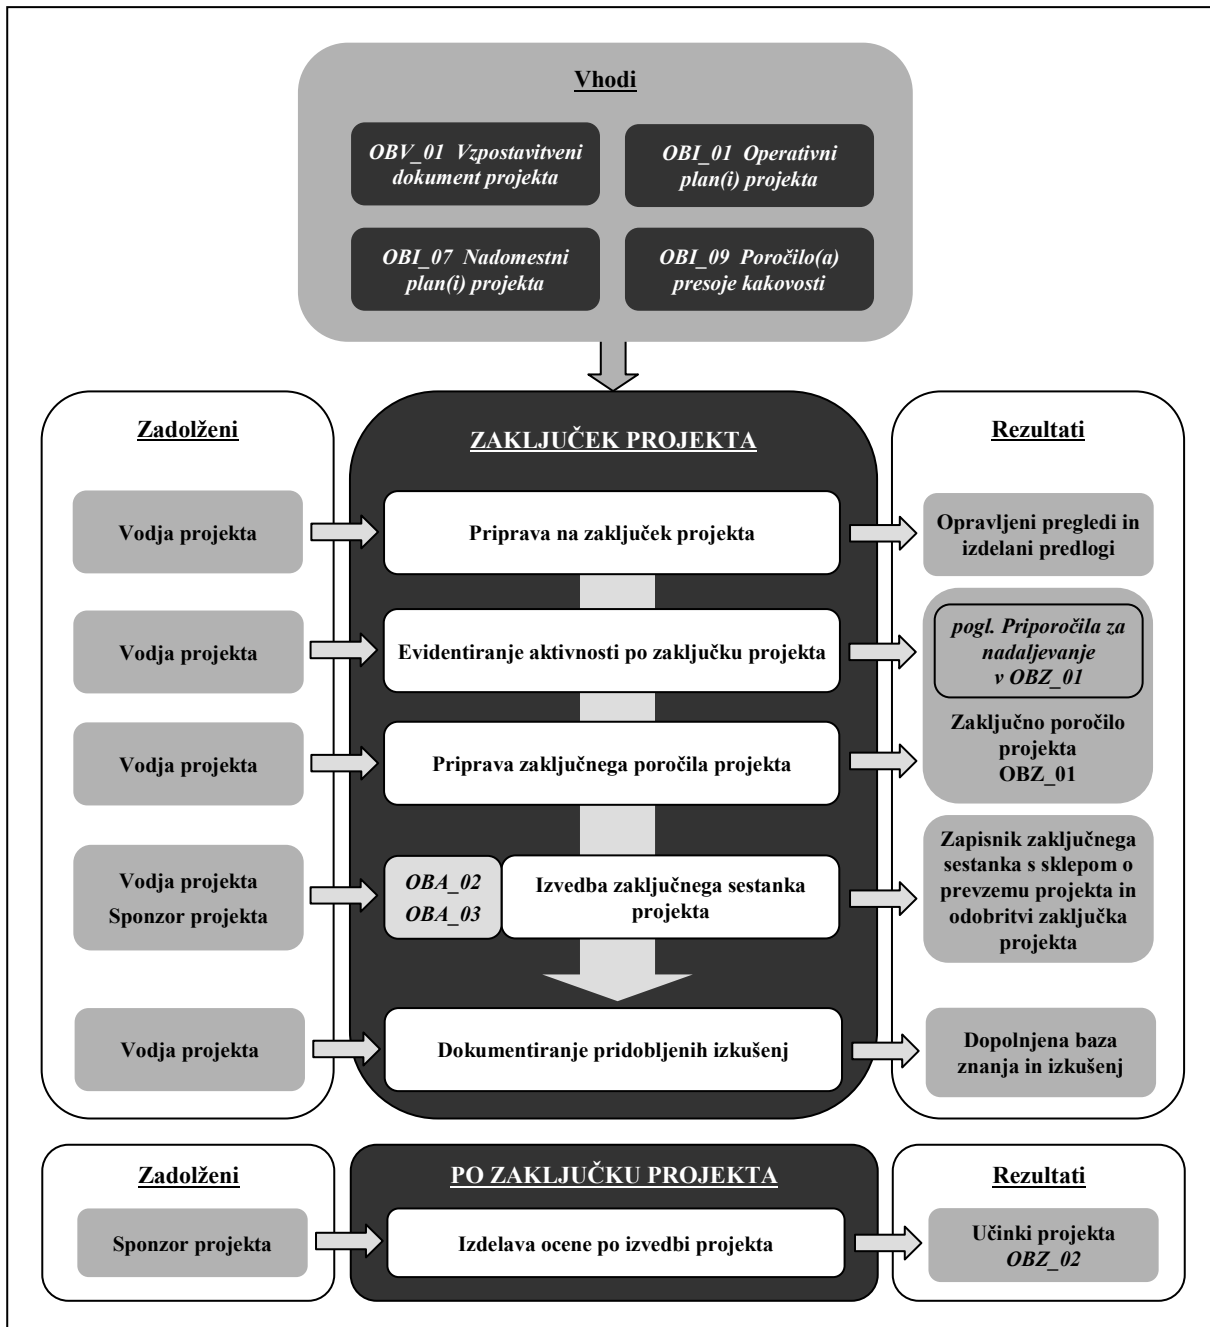 Vhodi
OBV_01 Vzpostavitveni
dokument projekta
OBI_01 Operativni
plan(i) projekta
OBI_07 Nadomestni
plan(i) projekta
OBI_09 Poročilo(a)
presoje kakovosti
Zadolženi
ZAKLJUČEK PROJEKTA
Rezultati
Vodja projekta
Priprava na zaključek projekta
Opravljeni pregledi in
izdelani predlogi
Vodja projekta
Evidentiranje aktivnosti po zaključku projekta
pogl. Priporočila za
nadaljevanje
v OBZ_01
Vodja projekta
Priprava zaključnega poročila projekta
Zaključno poročilo
projekta
OBZ_01
Vodja projekta
Sponzor projekta
OBA_02
OBA_03
Izvedba zaključnega sestanka
projekta
Zapisnik zaključnega
sestanka s sklepom o
prevzemu projekta in
odobritvi zaključka
projekta
Vodja projekta
Dokumentiranje pridobljenih izkušenj
Dopolnjena baza
znanja in izkušenj
Zadolženi
PO ZAKLJUČKU PROJEKTA
Rezultati
Sponzor projekta
Izdelava ocene po izvedbi projekta
Učinki projekta
OBZ_02